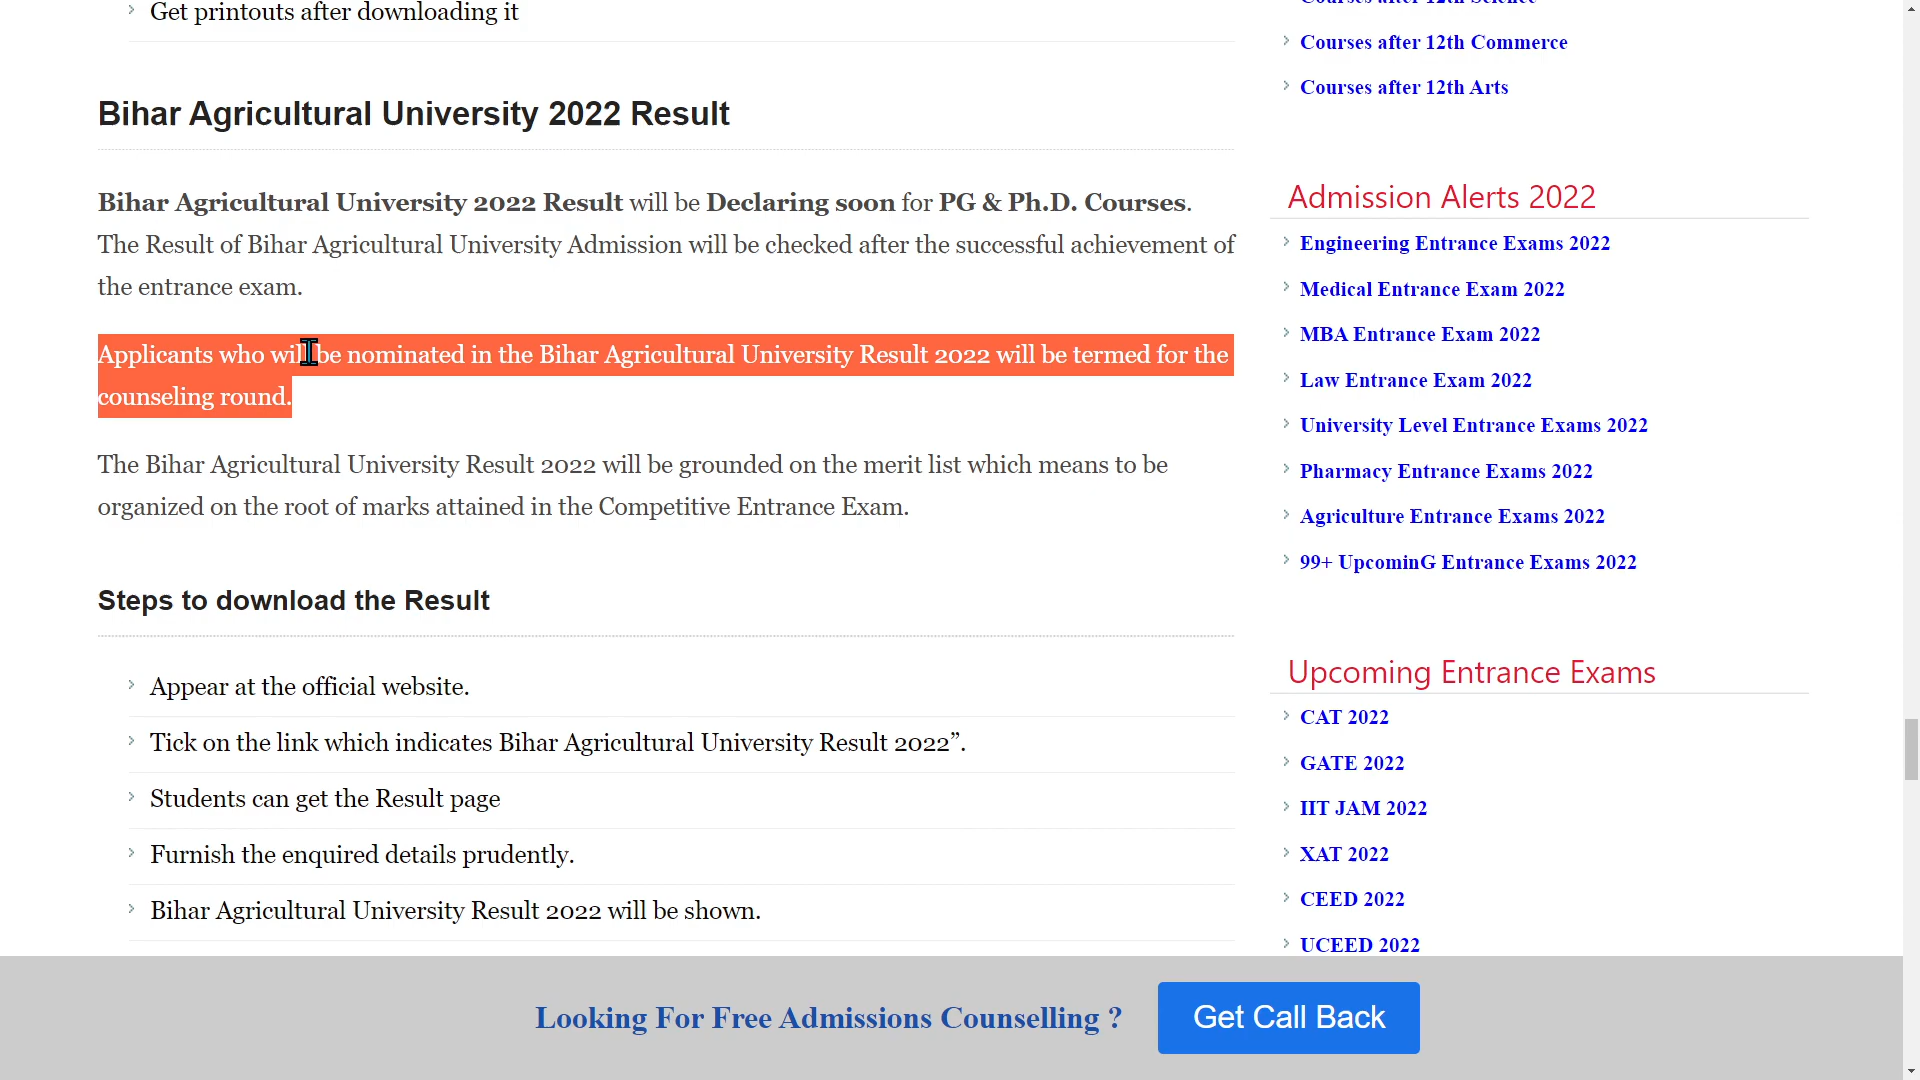 Get printouts after downloading it
Bihar Agricultural University 2022 Result
Bihar Agricultural University 2022 Result will be Declaring soon for PG & Ph.D. Courses.
The Result of Bihar Agricultural University Admission will be checked after the successful achievement of
the entrance exam.
Applicants who will be nominated in the Bihar Agricultural University Result 2022 will be termed for the
counseling round.
The Bihar Agricultural University Result 2022 will be grounded on the merit list which means to be
organized on the root of marks attained in the Competitive Entrance Exam.
Steps to download the Result
Appear at the official website.
Tick on the link which indicates Bihar Agricultural University Result 2022”.
Students can get the Result page
Furnish the enquired details prudently.
Bihar Agricultural University Result 2022 will be shown.
Courses after 12th Science
Courses after 12th Commerce
Courses after 12th Arts
Admission Alerts 2022
Engineering Entrance Exams 2022
Medical Entrance Exam 2022
MBA Entrance Exam 2022
Law Entrance Exam 2022
University Level Entrance Exams 2022
Pharmacy Entrance Exams 2022
Agriculture Entrance Exams 2022
99+ UpcominG Entrance Exams 2022
Upcoming Entrance Exams
CAT 2022
GATE 2022
IIT JAM 2022
XAT 2022
CEED 2022
UCEED 2022
Looking For Free Admissions Counselling ?
Get Call Back